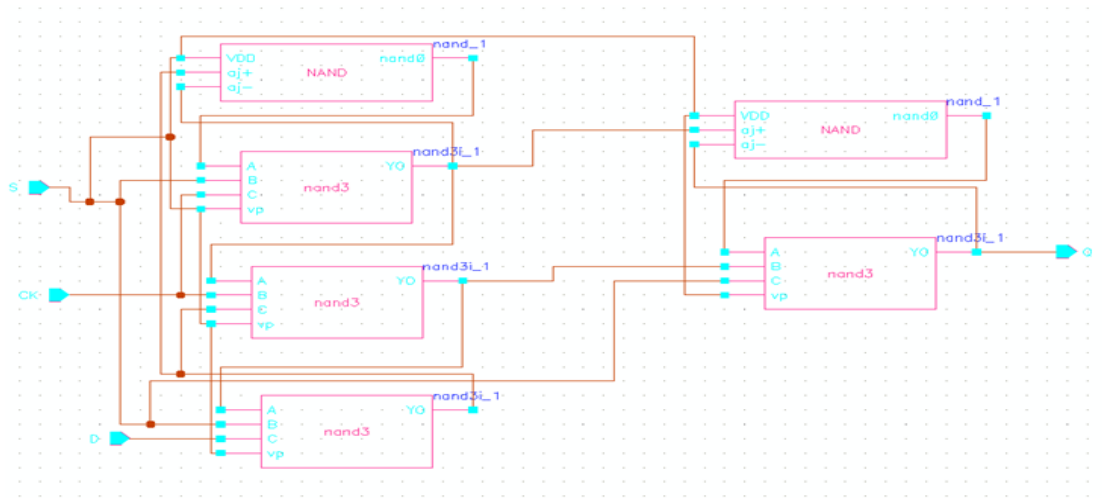 nand_1
VDD
aj+
aj-
NAND
nand0
nand_1
VDD
aj+
aj-
NAND
nand0
nand3i_1
A
B
C
vp
nand3
YO
S
nand3i_1
A
B
C
vp
nand3
YO
Q
nand3i_1
A
B
C
vp
nand3
YO
CK
nand3i_1
A
B
C
vp
nand3
YO
D